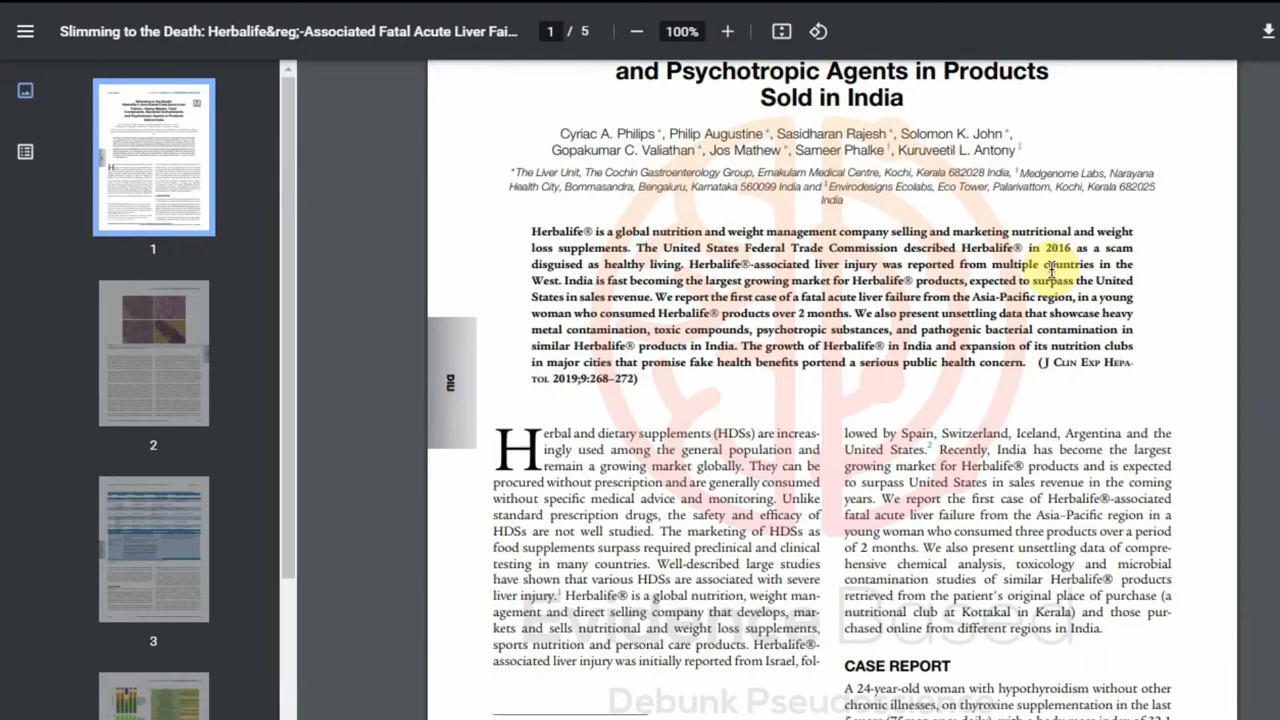 Slimming to the Death: Herbalife&reg;-Associated Fatal Acute Liver Fai...
1 / 5
100%
1
2
3
and Psychotropic Agents in Products
Sold in India
Cyriac A. Philips *, Philip Augustine *, Sasidharan Rajesh *, Solomon K. John *,
Gopakumar C. Valiathan *, Jos Mathew *, Sameer Phalke †, Kuruveetil L. Antony ‡
*The Liver Unit, The Cochin Gastroenterology Group, Ernakulam Medical Centre, Kochi, Kerala 682028 India, †Medgenome Labs, Narayana
Health City, Bommasandra, Bengaluru, Karnataka 560099 India and ‡Envirodesigns Ecolabs, Eco Tower, Palarivattom, Kochi, Kerala 682025
India
Herbalife® is a global nutrition and weight management company selling and marketing nutritional and weight
loss supplements. The United States Federal Trade Commission described Herbalife® in 2016 as a scam
disguised as healthy living. Herbalife®-associated liver injury was reported from multiple countries in the
West. India is fast becoming the largest growing market for Herbalife® products, expected to surpass the United
States in sales revenue. We report the first case of a fatal acute liver failure from the Asia-Pacific region, in a young
woman who consumed Herbalife® products over 2 months. We also present unsettling data that showcase heavy
metal contamination, toxic compounds, psychotropic substances, and pathogenic bacterial contamination in
similar Herbalife® products in India. The growth of Herbalife® in India and expansion of its nutrition clubs
in major cities that promise fake health benefits portend a serious public health concern. (J CLIN EXP HEPA-
TOL 2019;9:268–272)
DILI
Herbal and dietary supplements (HDSs) are increas-
ingly used among the general population and
remain a growing market globally. They can be
procured without prescription and are generally consumed
without specific medical advice and monitoring. Unlike
standard prescription drugs, the safety and efficacy of
HDSs are not well studied. The marketing of HDSs as
food supplements surpass required preclinical and clinical
testing in many countries. Well-described large studies
have shown that various HDSs are associated with severe
liver injury.1 Herbalife® is a global nutrition, weight man-
agement and direct selling company that develops, mar-
kets and sells nutritional and weight loss supplements,
sports nutrition and personal care products. Herbalife®-
associated liver injury was initially reported from Israel, fol-
lowed by Spain, Switzerland, Iceland, Argentina and the
United States.2 Recently, India has become the largest
growing market for Herbalife® products and is expected
to surpass United States in sales revenue in the coming
years. We report the first case of Herbalife®-associated
fatal acute liver failure from the Asia–Pacific region in a
young woman who consumed three products over a period
of 2 months. We also present unsettling data of compre-
hensive chemical analysis, toxicology and microbial
contamination studies of similar Herbalife® products
retrieved from the patient's original place of purchase (a
nutritional club at Kottakal in Kerala) and those pur-
chased online from different regions in India.
CASE REPORT
A 24-year-old woman with hypothyroidism without other
chronic illnesses, on thyroxine supplementation in the last
Evidence Based
Debunk Pseudoscience